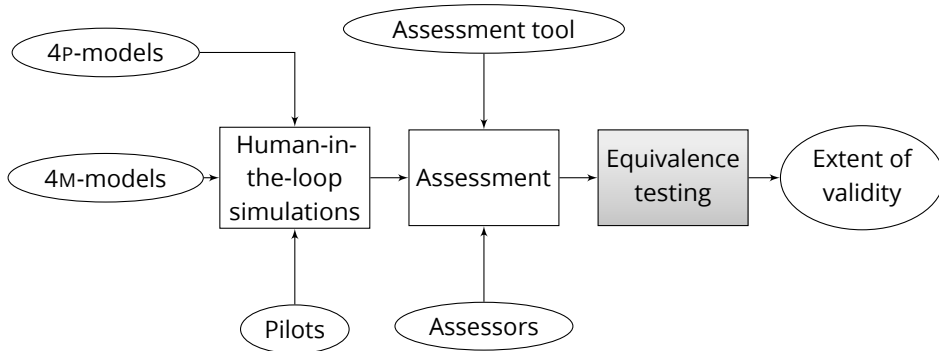 4P-models
Assessment tool
4M-models
Human-in-
the-loop
simulations
Assessment
Equivalence
testing
Extent of
validity
Pilots
Assessors